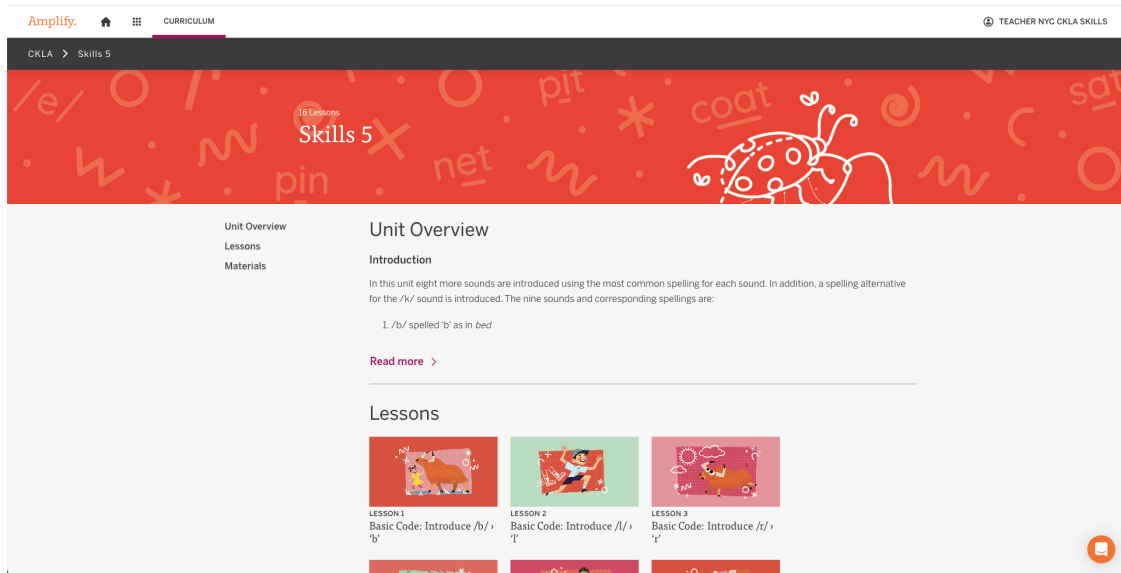 Amplify.
CURRICULUM
TEACHER NYC CKLA SKILLS
CKLA > Skills 5
/e/
pit
coat
sat
net
pin
16 Lessons
Skills 5
Unit Overview
Lessons
Materials
Unit Overview
Introduction
In this unit eight more sounds are introduced using the most common spelling for each sound. In addition, a spelling alternative
for the /k/ sound is introduced. The nine sounds and corresponding spellings are:
1. /b/ spelled ‘b’ as in bed
Read more >
Lessons
LESSON 1
Basic Code: Introduce /b/ ›
‘b’
LESSON 2
Basic Code: Introduce /l/ ›
‘l’
LESSON 3
Basic Code: Introduce /r/ ›
‘r’